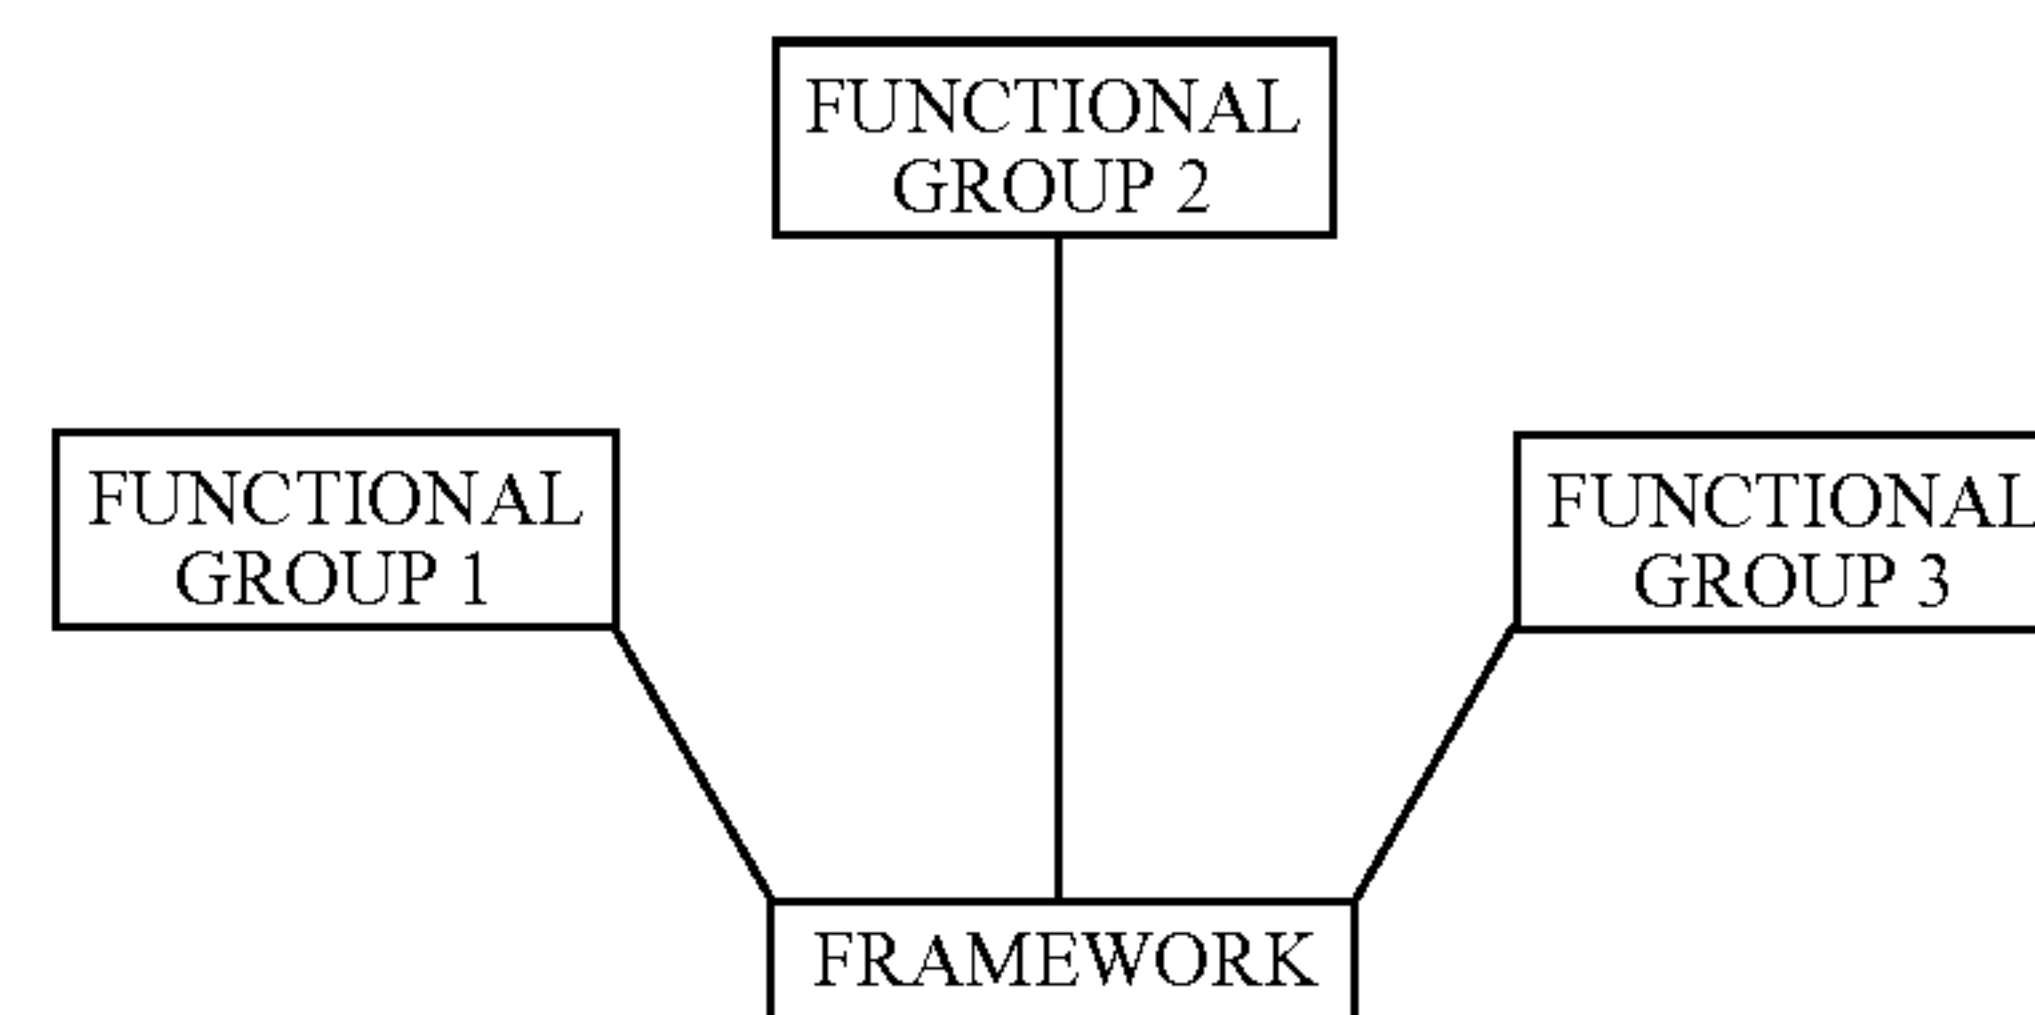 FUNCTIONAL
GROUP 2
FUNCTIONAL
GROUP 1
FUNCTIONAL
GROUP 3
FRAMEWORK